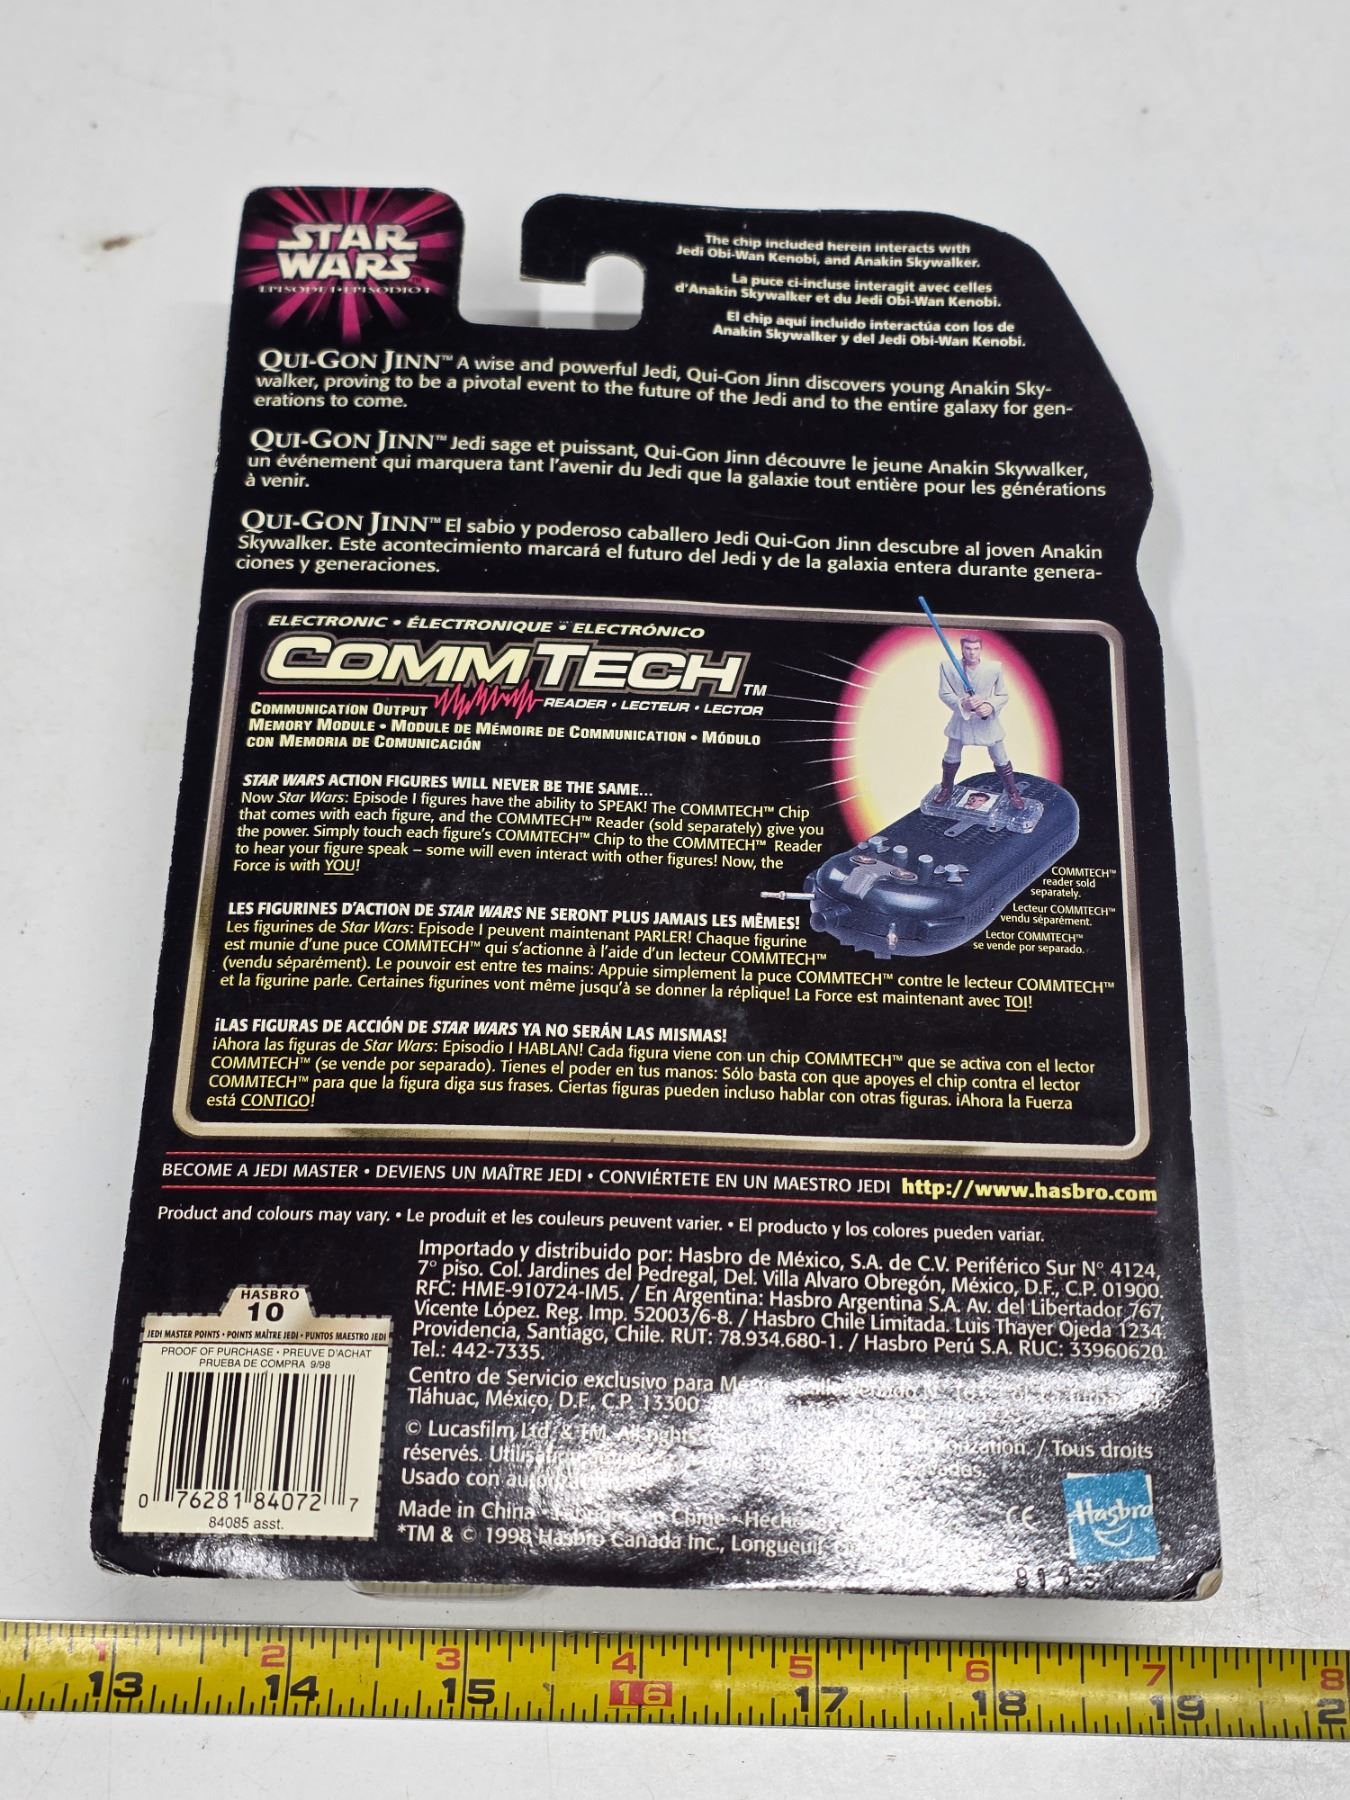 STAR
WARS
EPISODE I • EPISODIO I
The chip included herein interacts with
Jedi Obi-Wan Kenobi, and Anakin Skywalker.
La puce ci-incluse interagit avec celles
d'Anakin Skywalker et du Jedi Obi-Wan Kenobi.
El chip aquí incluido interactúa con los de
Anakin Skywalker y del Jedi Obi-Wan Kenobi.
QUI-GON JINN™ A wise and powerful Jedi, Qui-Gon Jinn discovers young Anakin Sky-
walker, proving to be a pivotal event to the future of the Jedi and to the entire galaxy for gen-
erations to come.
QUI-GON JINN™ Jedi sage et puissant, Qui-Gon Jinn découvre le jeune Anakin Skywalker,
un événement qui marquera tant l'avenir du Jedi que la galaxie tout entière pour les générations
à venir.
QUI-GON JINN™ El sabio y poderoso caballero Jedi Qui-Gon Jinn descubre al joven Anakin
Skywalker. Este acontecimiento marcará el futuro del Jedi y de la galaxia entera durante genera-
ciones y generaciones.
ELECTRONIC • ÉLECTRONIQUE • ELECTRÓNICO
COMMTECH™
COMMUNICATION OUTPUT READER • LECTEUR • LECTOR
MEMORY MODULE • MODULE DE MÉMOIRE DE COMMUNICATION • MÓDULO
CON MEMORIA DE COMUNICACIÓN
STAR WARS ACTION FIGURES WILL NEVER BE THE SAME...
Now Star Wars: Episode I figures have the ability to SPEAK! The COMMTECH™ Chip
that comes with each figure, and the COMMTECH™ Reader (sold separately) give you
the power. Simply touch each figure's COMMTECH™ Chip to the COMMTECH™ Reader
to hear your figure speak – some will even interact with other figures! Now, the
Force is with YOU!
COMMTECH™
reader sold
separately.
Lecteur COMMTECH™
vendu séparément.
Lector COMMTECH™
se vende por separado.
LES FIGURINES D'ACTION DE STAR WARS NE SERONT PLUS JAMAIS LES MÊMES!
Les figurines de Star Wars: Episode I peuvent maintenant PARLER! Chaque figurine
est munie d'une puce COMMTECH™ qui s'actionne à l'aide d'un lecteur COMMTECH™
(vendu séparément). Le pouvoir est entre tes mains: Appuie simplement la puce COMMTECH™ contre le lecteur COMMTECH™
et la figurine parle. Certaines figurines vont même jusqu'à se donner la réplique! La Force est maintenant avec TOI!
¡LAS FIGURAS DE ACCIÓN DE STAR WARS YA NO SERÁN LAS MISMAS!
¡Ahora las figuras de Star Wars: Episodio I HABLAN! Cada figura viene con un chip COMMTECH™ que se activa con el lector
COMMTECH™ (se vende por separado). Tienes el poder en tus manos: Sólo basta con que apoyes el chip contra el lector
COMMTECH™ para que la figura diga sus frases. Ciertas figuras pueden incluso hablar con otras figuras. ¡Ahora la Fuerza
está CONTIGO!
BECOME A JEDI MASTER • DEVIENS UN MAÎTRE JEDI • CONVIÉRTETE EN UN MAESTRO JEDI http://www.hasbro.com
Product and colours may vary. • Le produit et les couleurs peuvent varier. • El producto y los colores pueden variar.
Importado y distribuido por: Hasbro de México, S.A. de C.V. Periférico Sur N° 4124,
7° piso. Col. Jardines del Pedregal, Del. Villa Alvaro Obregón, México, D.F., C.P. 01900.
RFC: HME-910724-IM5. / En Argentina: Hasbro Argentina S.A. Av. del Libertador 767,
Vicente López. Reg. Imp. 52003/6-8. / Hasbro Chile Limitada. Luis Thayer Ojeda 1234.
Providencia, Santiago, Chile. RUT: 78.934.680-1. / Hasbro Perú S.A. RUC: 33960620.
Tel.: 442-7335.
Centro de Servicio exclusivo para
Tláhuac, México, D.F., C.P. 13300
© Lucasfilm Ltd. & TM. All rights / Tous droits
réservés.
Usado con
Made in China
*TM & © 1998 Hasbro Canada Inc., Longueuil
HASBRO
10
JEDI MASTER POINTS • POINTS MAÎTRE JEDI • PUNTOS MAESTRO JEDI
PROOF OF PURCHASE • PREUVE D'ACHAT
PRUEBA DE COMPRA 9/98
0 76281 84072 7
84085 asst.
CE
Hasbro
1 2 3 4 5 6 7 8
13 14 15 16 17 18 19 2